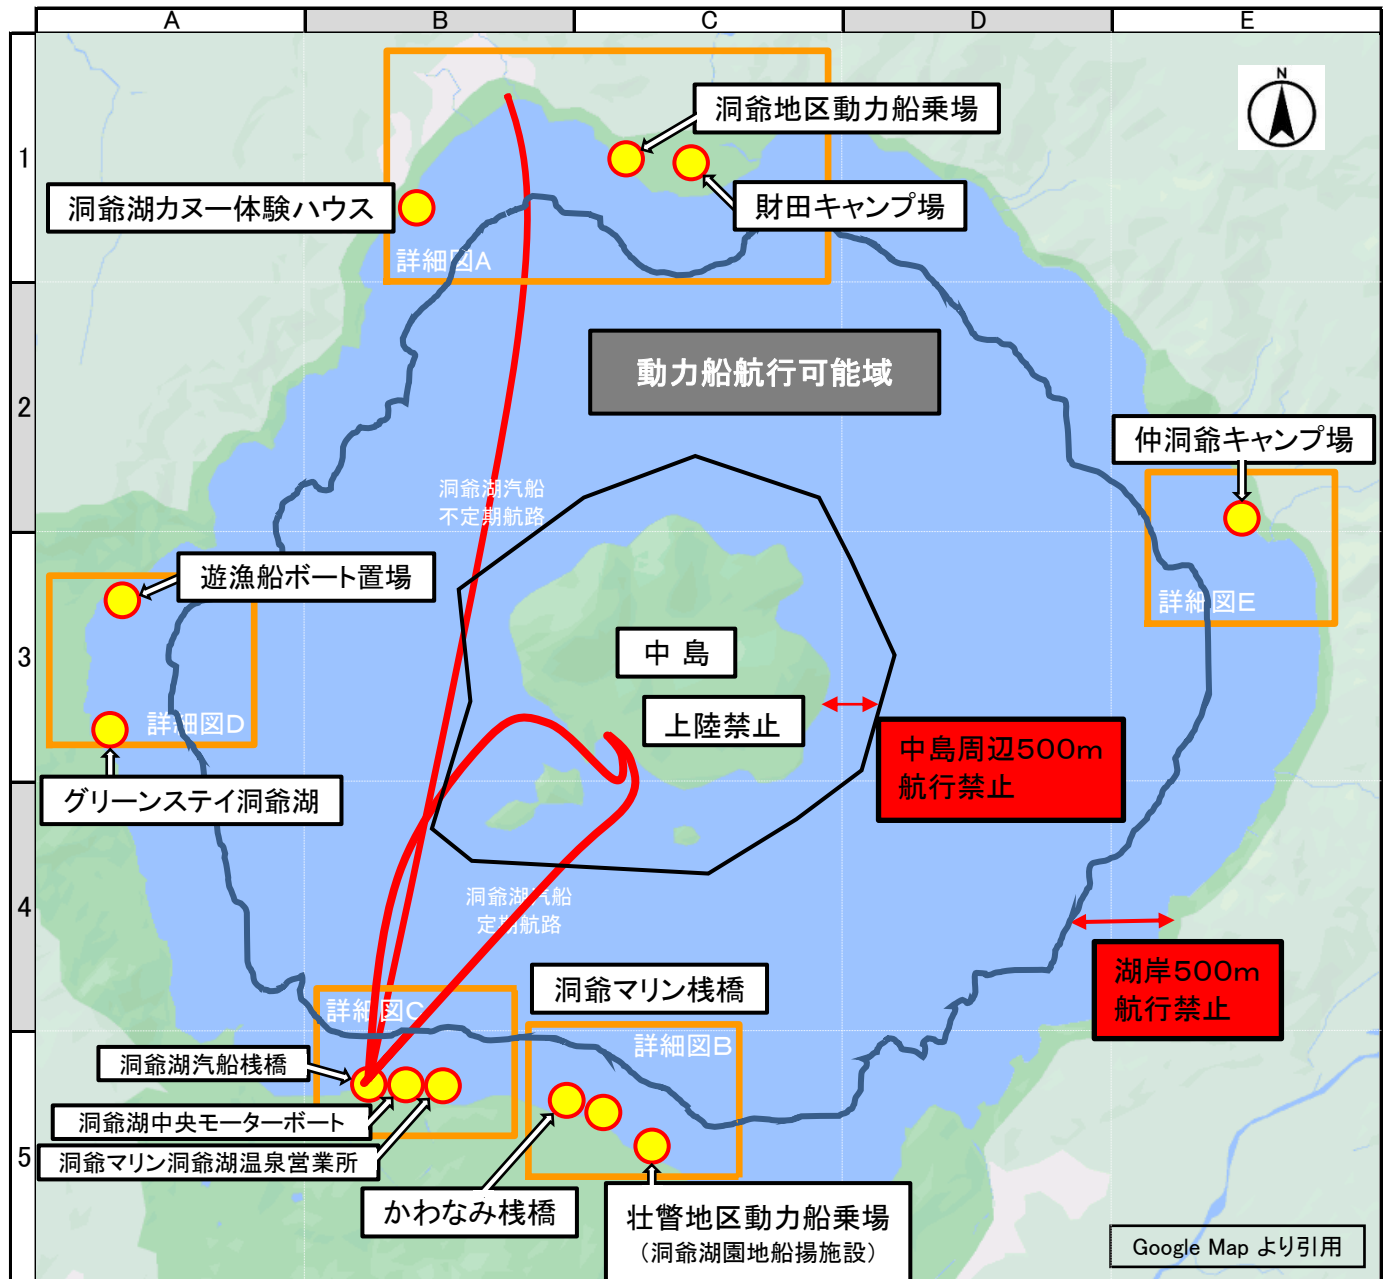 A
B
C
D
E
N
1
洞爺地区動力船乗場
洞爺湖カヌー体験ハウス
財田キャンプ場
詳細図A
2
動力船航行可能域
仲洞爺キャンプ場
洞爺湖汽船
不定期航路
遊漁船ボート置場
詳細図E
3
中 島
上陸禁止
詳細図D
中島周辺500m
航行禁止
グリーンステイ洞爺湖
4
洞爺湖汽船
定期航路
湖岸500m
航行禁止
洞爺マリン桟橋
詳細図C
詳細図B
洞爺湖汽船桟橋
洞爺湖中央モーターボート
洞爺マリン洞爺湖温泉営業所
5
かわなみ桟橋
壮瞥地区動力船乗場
（洞爺湖園地船揚施設）
Google Map より引用